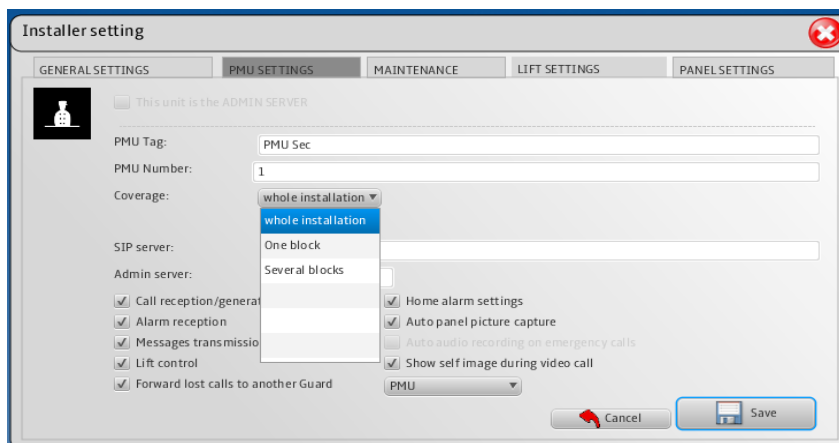 Installer setting
GENERAL SETTINGS PMU SETTINGS MAINTENANCE LIFT SETTINGS PANEL SETTINGS
This unit is the ADMIN SERVER
PMU Tag: PMU Sec
PMU Number: 1
Coverage: whole installation
whole installation
One block
SIP server:
Several blocks
Admin server:
Call reception/generat Home alarm settings
Alarm reception Auto panel picture capture
Messages transmissio Auto audio recording on emergency calls
Lift control Show self image during video call
Forward lost calls to another Guard PMU
Cancel Save